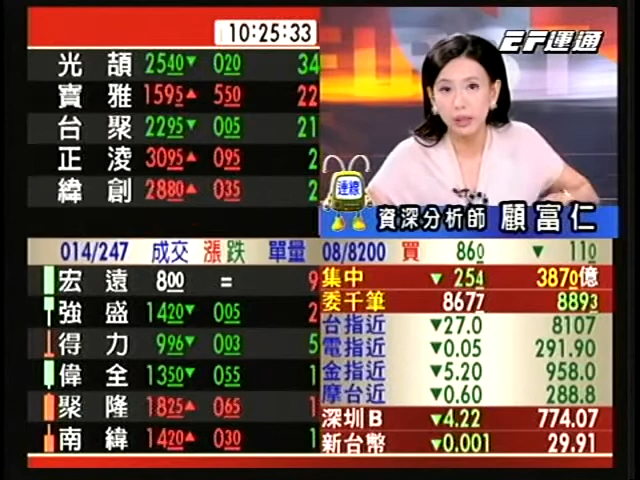 10:25:33
光 頡 2540▼ 020 34
寶 雅 1595▲ 550 22
台 聚 2295▼ 005 21
正 淩 3095▲ 095 2
緯 創 2880▲ 035 2
運通
連線
資深分析師 顧富仁
014/247 成交 漲跌 單量
宏 遠 800 = 9
強 盛 1420▼ 005 2
得 力 996▼ 003 5
偉 全 1350▼ 055 1
聚 隆 1825▲ 065 1
南 緯 1420▲ 030 1
08/8200 買 860 ▼ 110
集中 ▼ 254 3870億
委千筆 8677 8893
台指近 ▼27.0 8107
電指近 ▼0.05 291.90
金指近 ▼5.20 958.0
摩台近 ▼0.60 288.8
深圳B ▼4.22 774.07
新台幣 ▼0.001 29.91